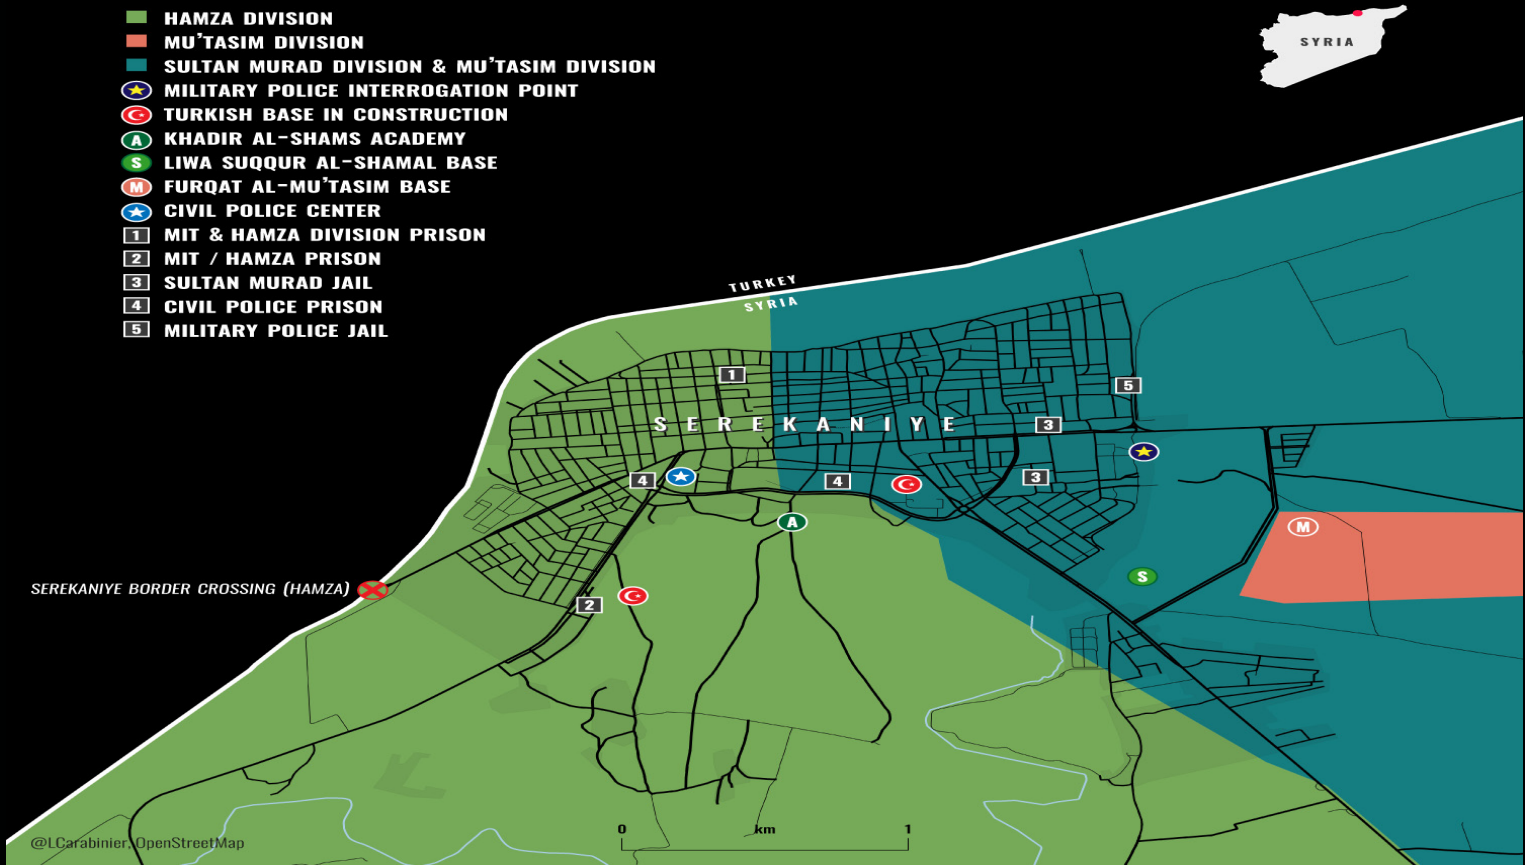 HAMZA DIVISION
MU'TASIM DIVISION
SULTAN MURAD DIVISION & MU'TASIM DIVISION
MILITARY POLICE INTERROGATION POINT
TURKISH BASE IN CONSTRUCTION
A KHADIR AL-SHAMS ACADEMY
S LIWA SUQQUR AL-SHAMAL BASE
M FURQAT AL-MU'TASIM BASE
CIVIL POLICE CENTER
1 MIT & HAMZA DIVISION PRISON
2 MIT / HAMZA PRISON
3 SULTAN MURAD JAIL
4 CIVIL POLICE PRISON
5 MILITARY POLICE JAIL
SYRIA
TURKEY
SYRIA
1
5
SEREKANIYE
3
4
4
3
A
M
S
SEREKANIYE BORDER CROSSING (HAMZA)
2
0 km 1
@LCarabinier, OpenStreetMap